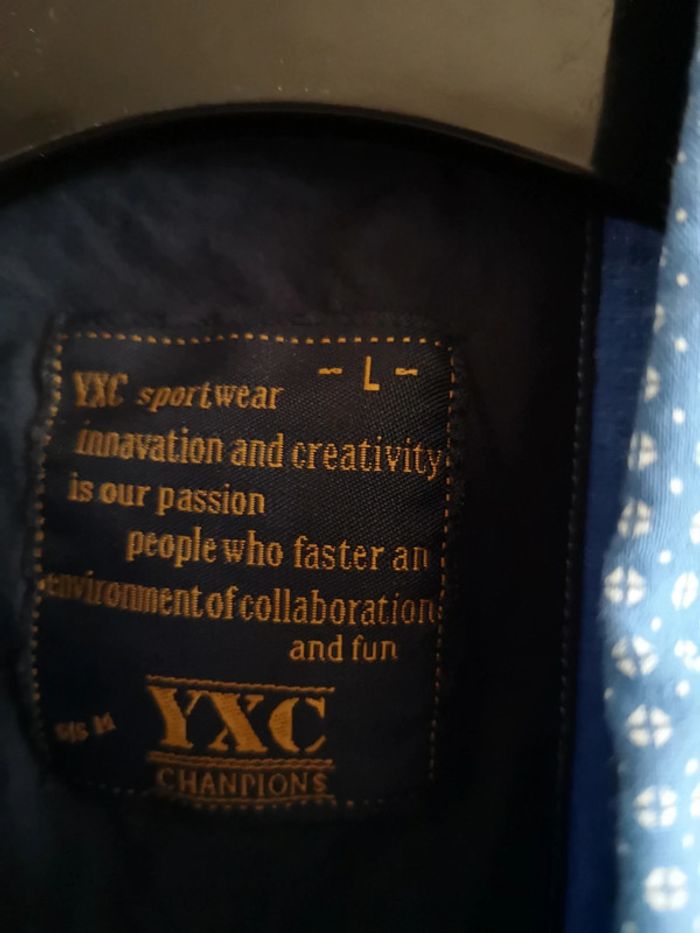 - L -
YXC sportwear
innavation and creativity
is our passion
people who faster an
environment of collaboration
and fun
YXC
CHANPIONS